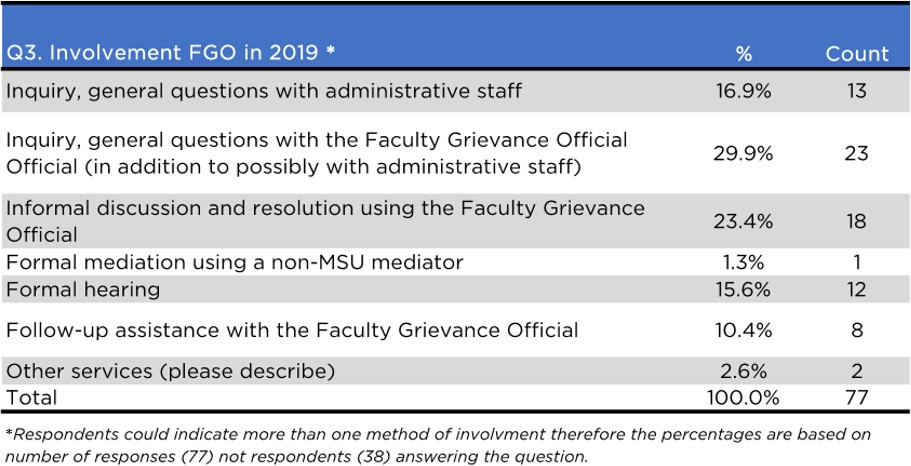 Q3. Involvement FGO in 2019 * % Count
Inquiry, general questions with administrative staff 16.9% 13
Inquiry, general questions with the Faculty Grievance Official
Official (in addition to possibly with administrative staff) 29.9% 23
Informal discussion and resolution using the Faculty Grievance
Official 23.4% 18
Formal mediation using a non-MSU mediator 1.3% 1
Formal hearing 15.6% 12
Follow-up assistance with the Faculty Grievance Official 10.4% 8
Other services (please describe) 2.6% 2
Total 100.0% 77
*Respondents could indicate more than one method of involvment therefore the percentages are based on
number of responses (77) not respondents (38) answering the question.